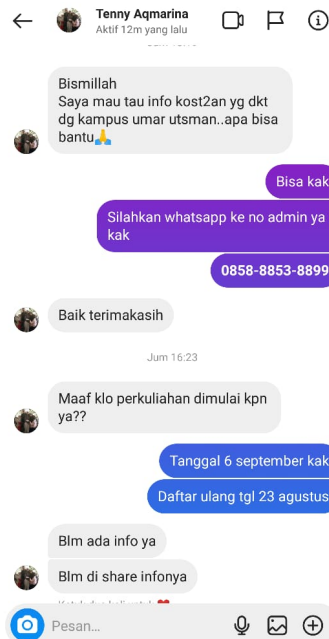 Tenny Aqmarina
Aktif 12m yang lalu
Bismillah
Saya mau tau info kost2an yg dkt
dg kampus umar utsman..apa bisa
bantu🙏
Bisa kak
Silahkan whatsapp ke no admin ya
kak
0858-8853-8899
Baik terimakasih
Jum 16:23
Maaf klo perkuliahan dimulai kpn
ya??
Tanggal 6 september kak
Daftar ulang tgl 23 agustus
Blm ada info ya
Blm di share infonya
Pesan...